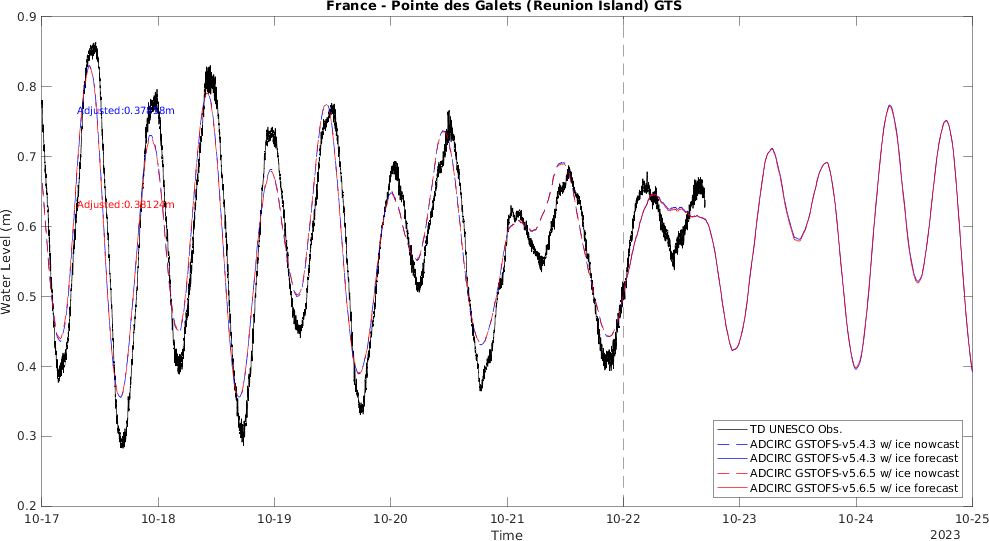 France - Pointe des Galets (Reunion Island) GTS
0.9
0.8
0.7
0.6
0.5
0.4
0.3
0.2
Water Level (m)
Adjusted:0.33124m
TD UNESCO Obs.
ADCIRC GSTOFS-v5.4.3 w/ ice nowcast
ADCIRC GSTOFS-v5.4.3 w/ ice forecast
ADCIRC GSTOFS-v5.6.5 w/ ice nowcast
ADCIRC GSTOFS-v5.6.5 w/ ice forecast
10-17 10-18 10-19 10-20 10-21 10-22 10-23 10-24 10-25
Time
2023